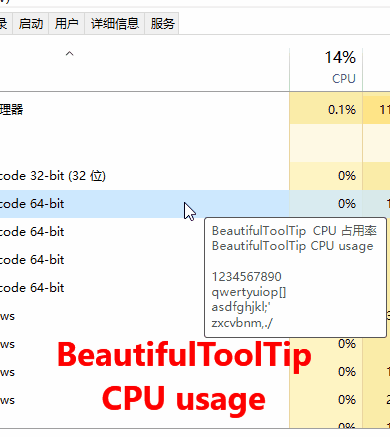 录 启动 用户 详细信息 服务
14%
CPU
理器 0.1% 11
code 32-bit (32 位) 0%
code 64-bit 0%
code 64-bit
code 64-bit
code 64-bit
BeautifulToolTip CPU 占用率
BeautifulToolTip CPU usage
1234567890
qwertyuiop[]
asdfghjkl;'
zxcvbnm,./
ws 0%
ws 0%
ws 0%
ws 0%
BeautifulToolTip
CPU usage